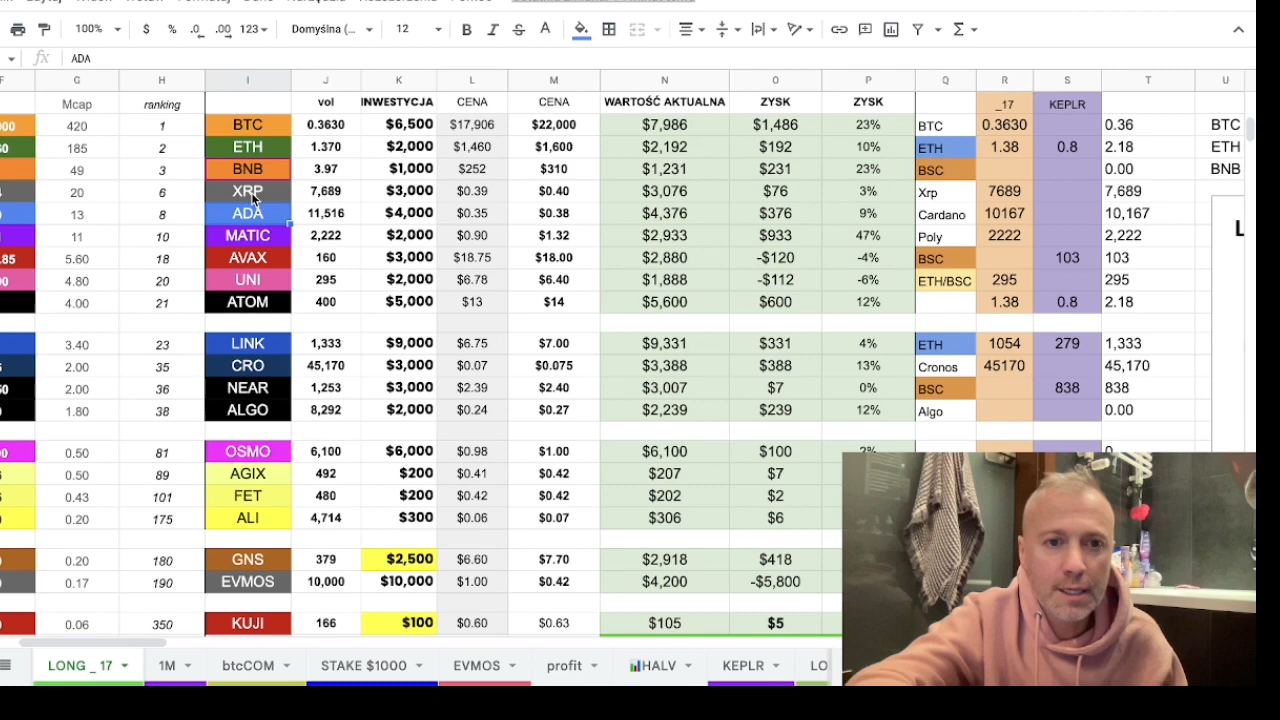 100% $ % .0 .00 123 Domyślna (... 12 B I S A
fx ADA
F G H I J K L M N O P Q R S T U
Mcap ranking vol INWESTYCJA CENA CENA WARTOŚĆ AKTUALNA ZYSK ZYSK _17 KEPLR
420 1 BTC 0.3630 $6,500 $17,906 $22,000 $7,986 $1,486 23% BTC 0.3630 0.36 BTC
185 2 ETH 1.370 $2,000 $1,460 $1,600 $2,192 $192 10% ETH 1.38 0.8 2.18 ETH
49 3 BNB 3.97 $1,000 $252 $310 $1,231 $231 23% BSC 0.00 BNB
20 6 XRP 7,689 $3,000 $0.39 $0.40 $3,076 $76 3% Xrp 7689 7,689
13 8 ADA 11,516 $4,000 $0.35 $0.38 $4,376 $376 9% Cardano 10167 10,167
11 10 MATIC 2,222 $2,000 $0.90 $1.32 $2,933 $933 47% Poly 2222 2,222
5.60 18 AVAX 160 $3,000 $18.75 $18.00 $2,880 -$120 -4% BSC 103 103
4.80 20 UNI 295 $2,000 $6.78 $6.40 $1,888 -$112 -6% ETH/BSC 295 295
4.00 21 ATOM 400 $5,000 $13 $14 $5,600 $600 12% 1.38 0.8 2.18
3.40 23 LINK 1,333 $9,000 $6.75 $7.00 $9,331 $331 4% ETH 1054 279 1,333
2.00 35 CRO 45,170 $3,000 $0.07 $0.075 $3,388 $388 13% Cronos 45170 45,170
2.00 36 NEAR 1,253 $3,000 $2.39 $2.40 $3,007 $7 0% BSC 838 838
1.80 38 ALGO 8,292 $2,000 $0.24 $0.27 $2,239 $239 12% Algo 0.00
0.50 81 OSMO 6,100 $6,000 $0.98 $1.00 $6,100 $100
0.50 89 AGIX 492 $200 $0.41 $0.42 $207 $7
0.43 101 FET 480 $200 $0.42 $0.42 $202 $2
0.20 175 ALI 4,714 $300 $0.06 $0.07 $306 $6
0.20 180 GNS 379 $2,500 $6.60 $7.70 $2,918 $418
0.17 190 EVMOS 10,000 $10,000 $1.00 $0.42 $4,200 -$5,800
0.06 350 KUJI 166 $100 $0.60 $0.63 $105 $5
LONG _ 17 1M btcCOM STAKE $1000 EVMOS profit HALV KEPLR LO